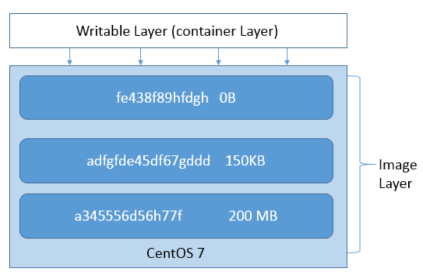 Writable Layer (container Layer)
fe438f89hfdgh 0B
adfgfde45df67gddd 150KB
a345556d56h77f 200 MB
CentOS 7
Image
Layer